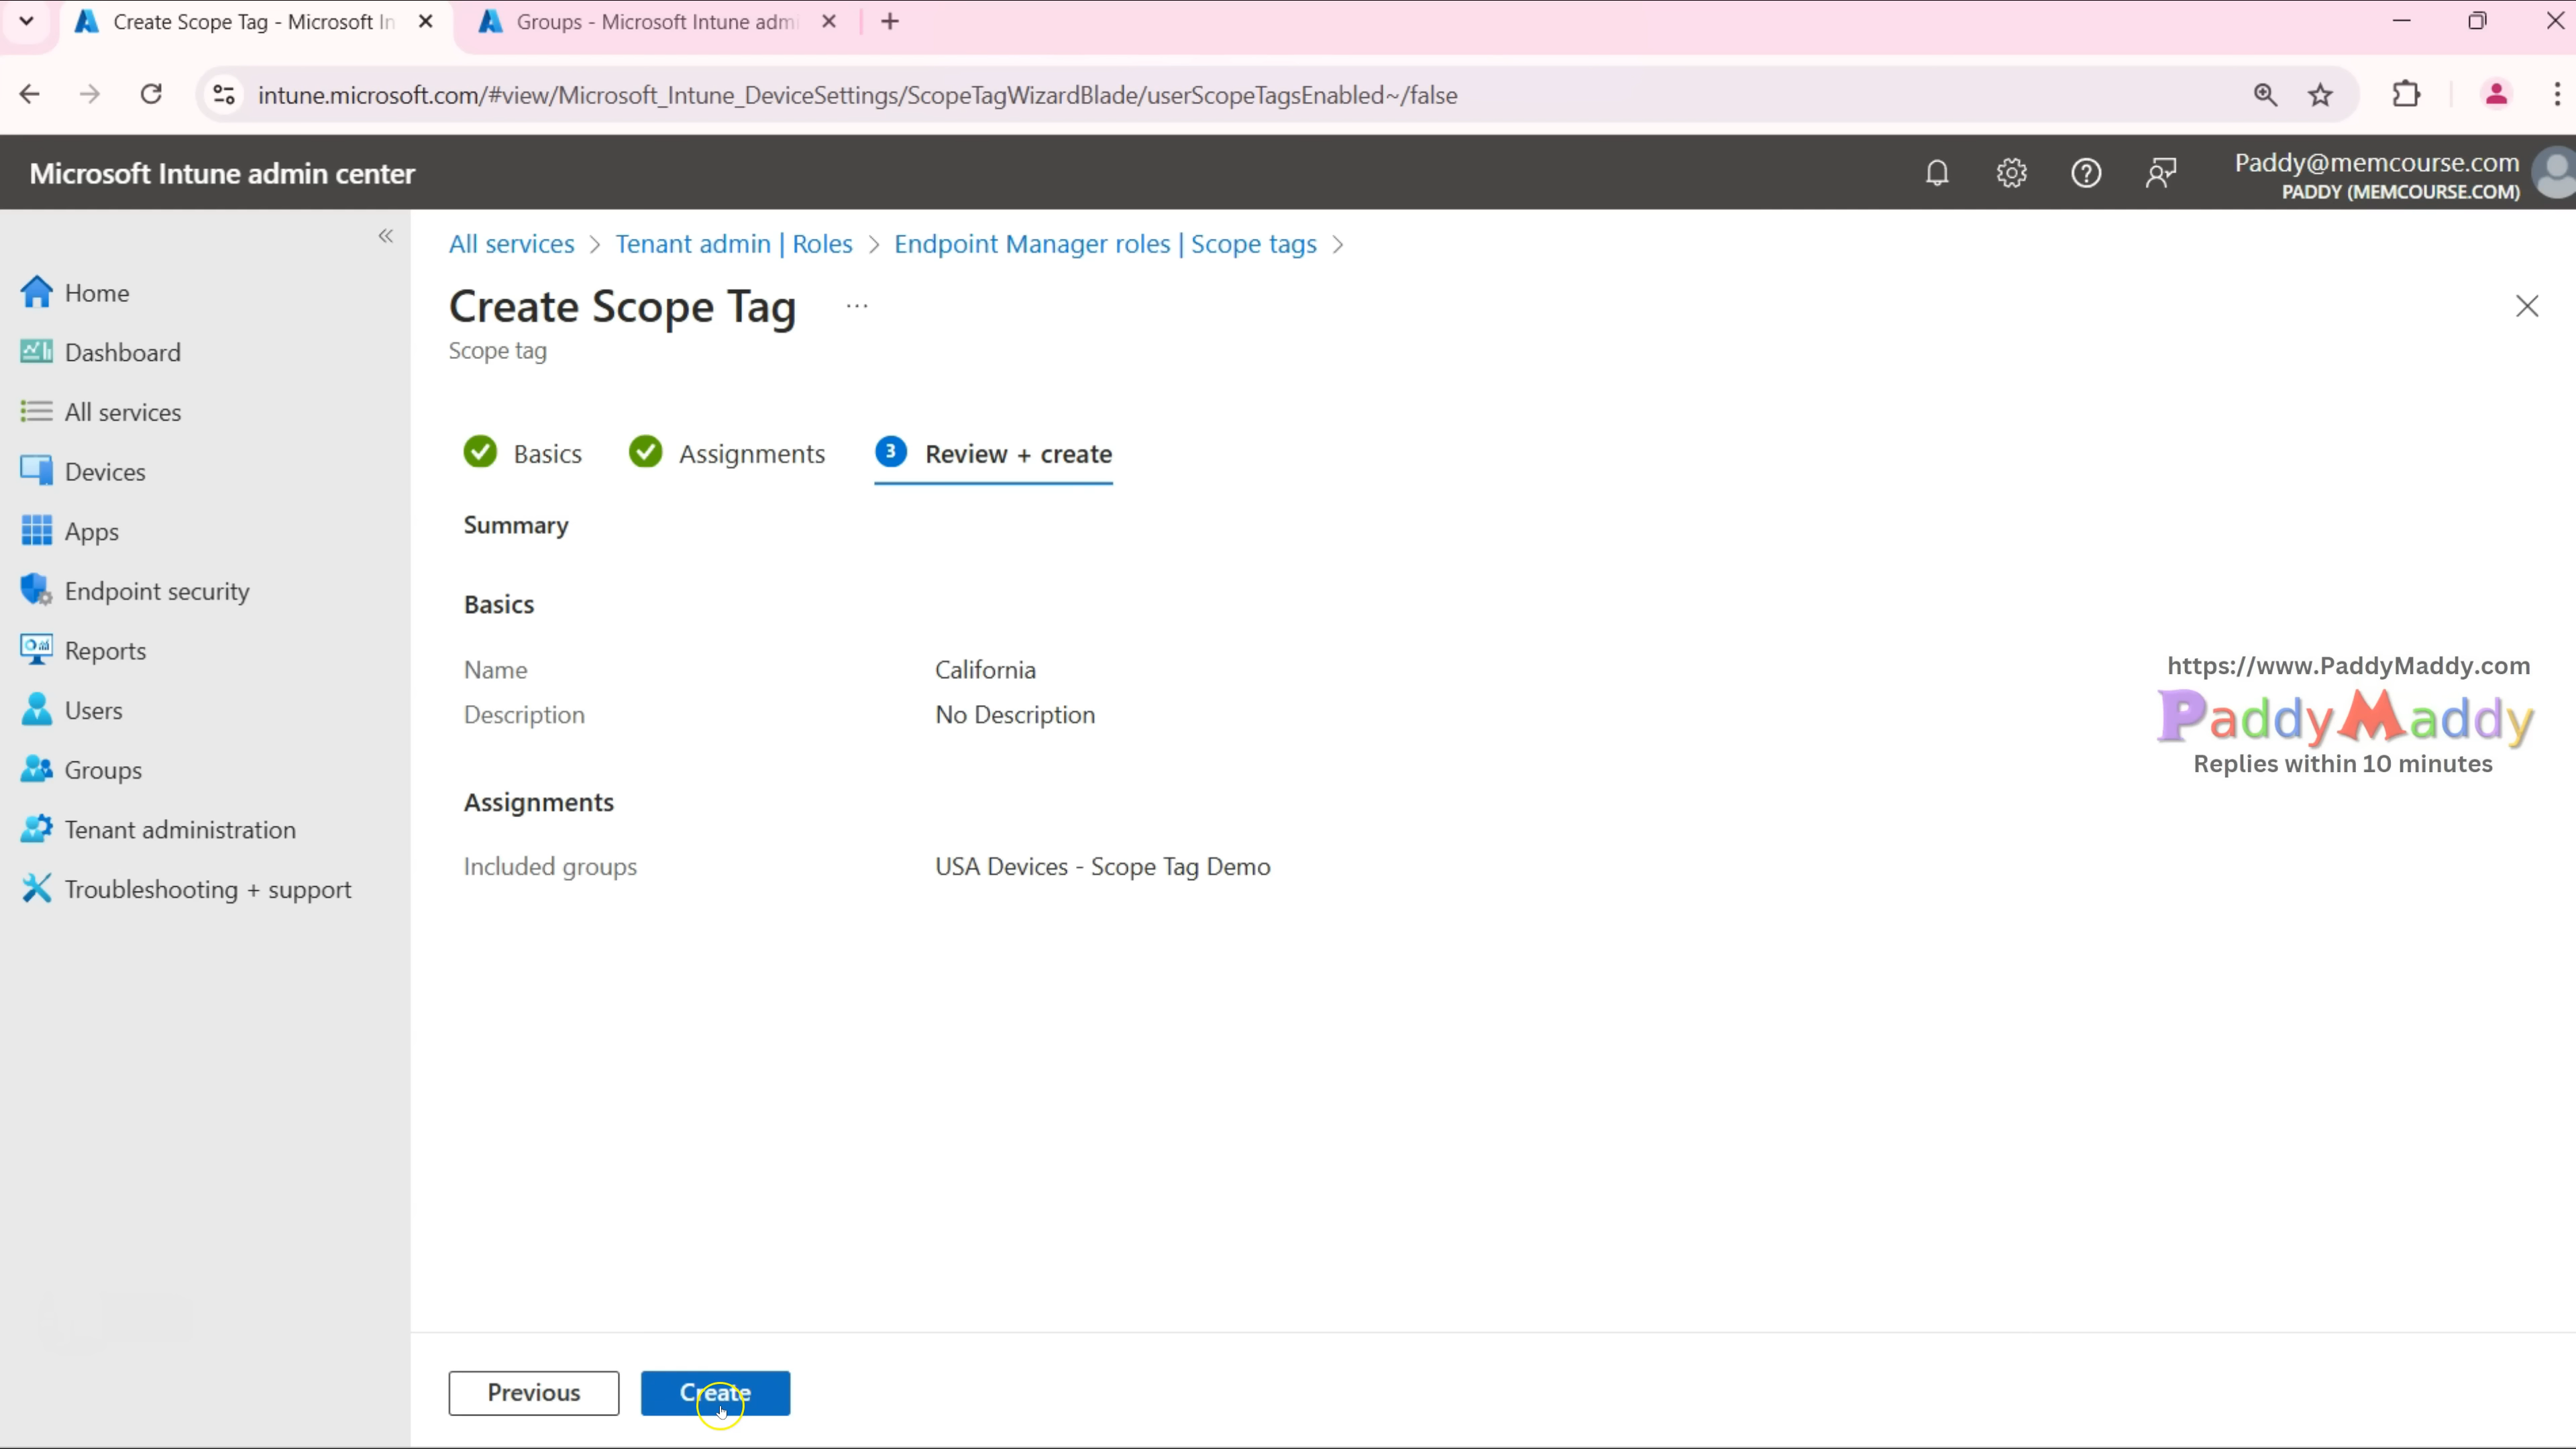 Create Scope Tag - Microsoft In
Groups - Microsoft Intune adm
intune.microsoft.com/#view/Microsoft_Intune_DeviceSettings/ScopeTagWizardBlade/userScopeTagsEnabled~/false
Microsoft Intune admin center
Paddy@memcourse.com
PADDY (MEMCOURSE.COM)
All services > Tenant admin | Roles > Endpoint Manager roles | Scope tags >
Create Scope Tag ...
Scope tag
Home
Dashboard
All services
Devices
Apps
Endpoint security
Reports
Users
Groups
Tenant administration
Troubleshooting + support
Basics
Assignments
3 Review + create
Summary
Basics
Name California
Description No Description
Assignments
Included groups USA Devices - Scope Tag Demo
https://www.PaddyMaddy.com
PaddyMaddy
Replies within 10 minutes
Previous
Create